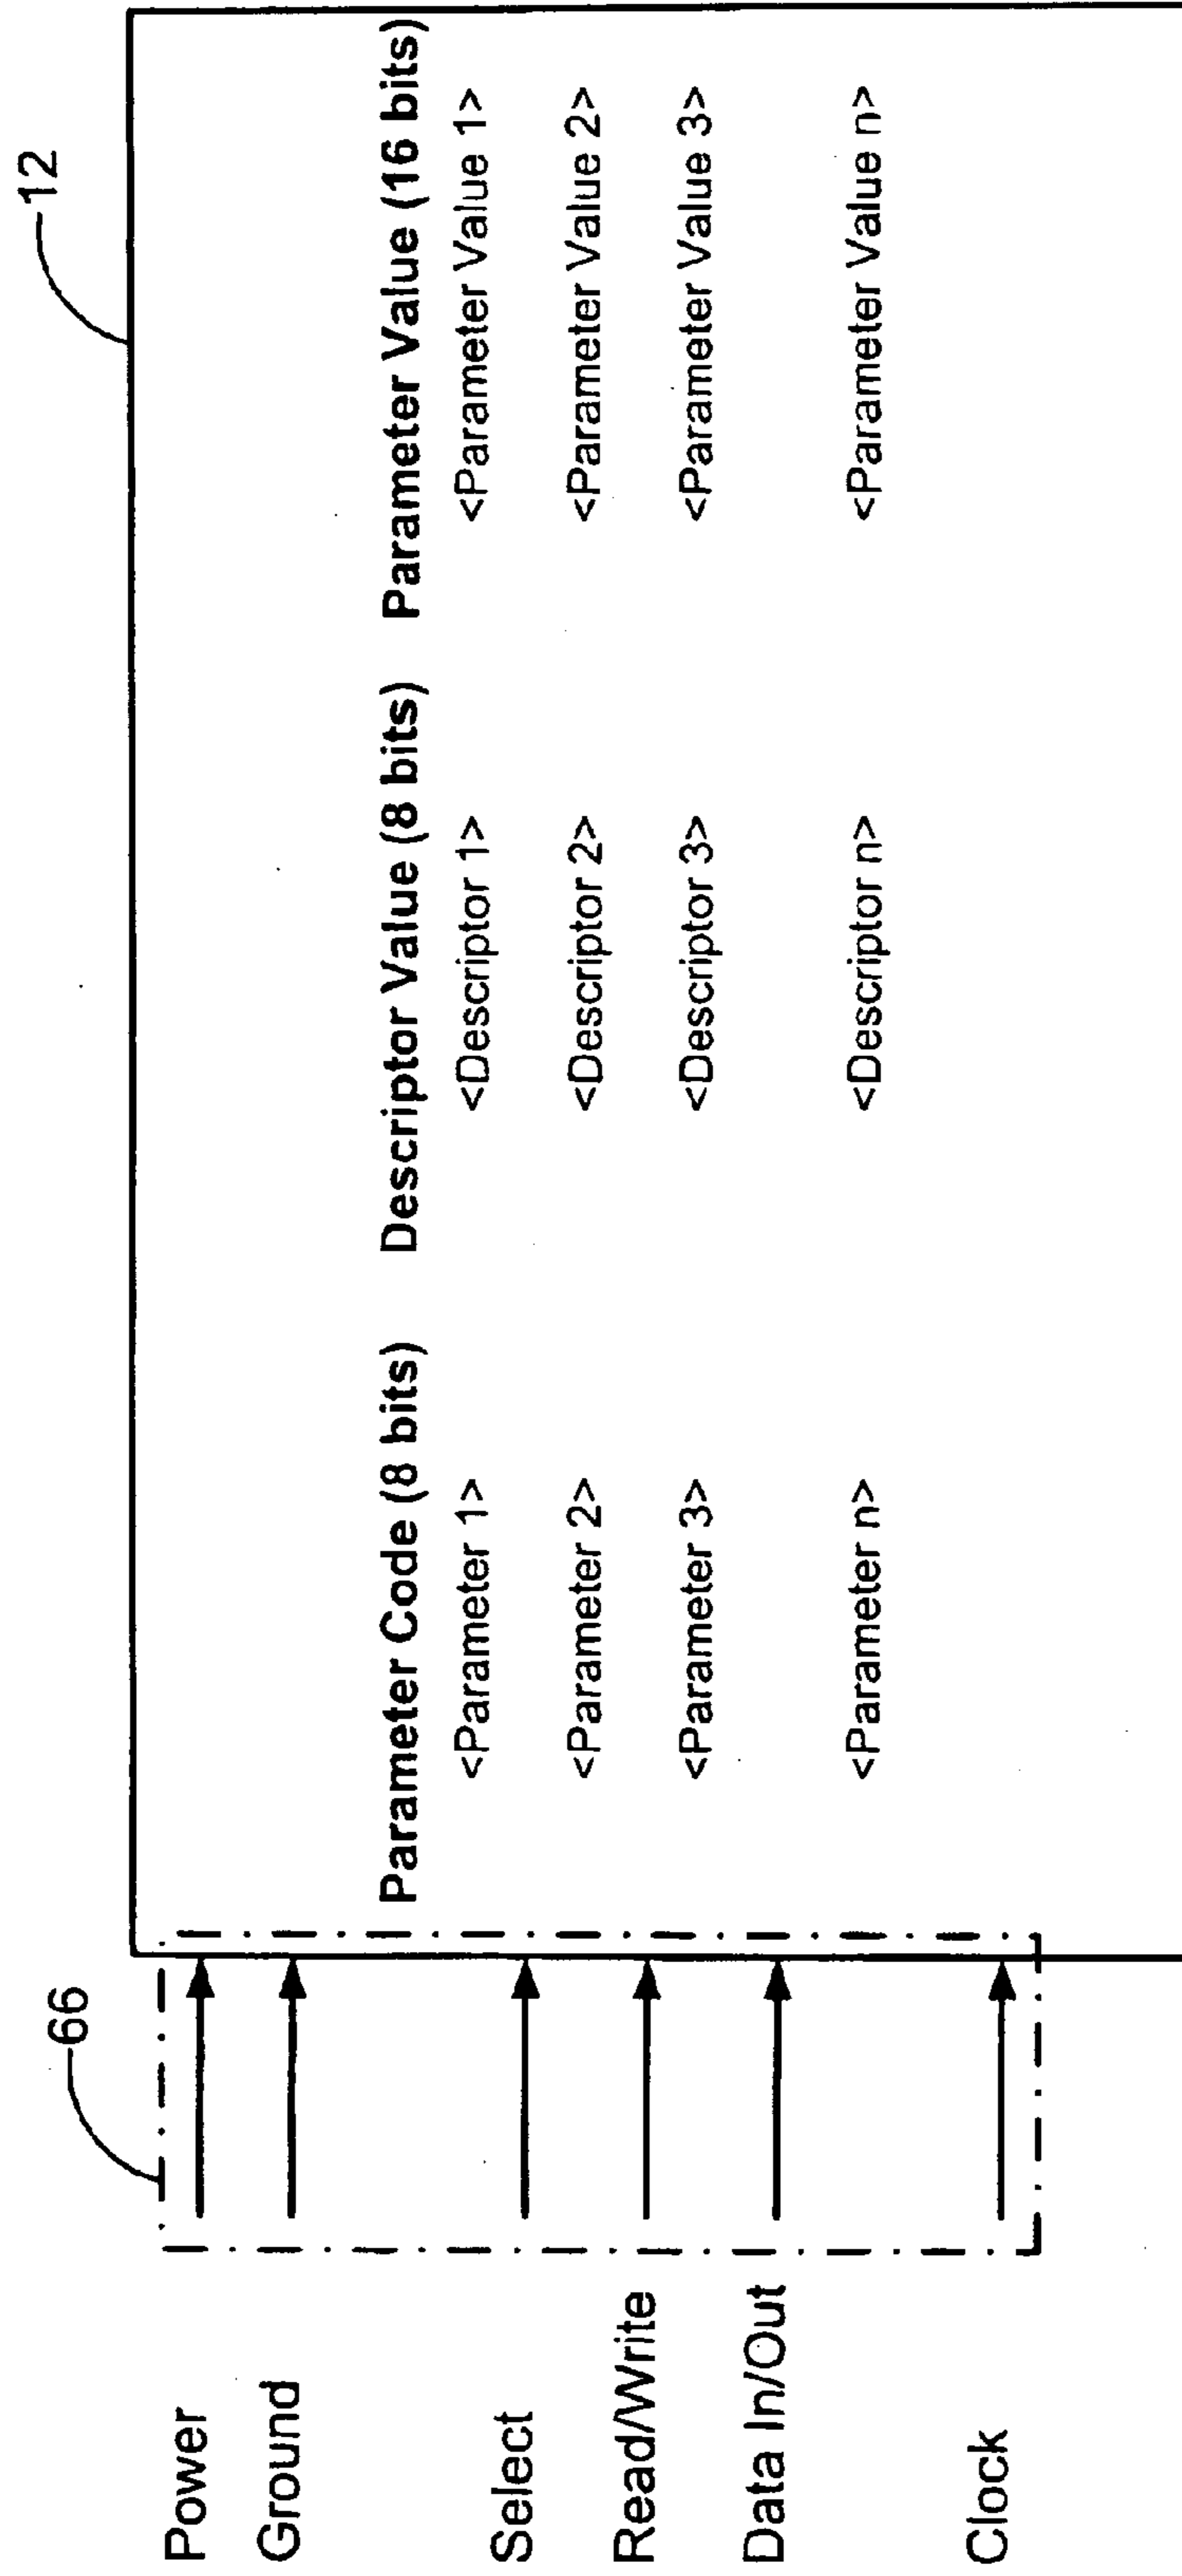 12
66
Power
Ground
Select
Read/Write
Data In/Out
Clock
Parameter Code (8 bits) Descriptor Value (8 bits) Parameter Value (16 bits)
<Parameter 1> <Descriptor 1> <Parameter Value 1>
<Parameter 2> <Descriptor 2> <Parameter Value 2>
<Parameter 3> <Descriptor 3> <Parameter Value 3>
<Parameter n> <Descriptor n> <Parameter Value n>